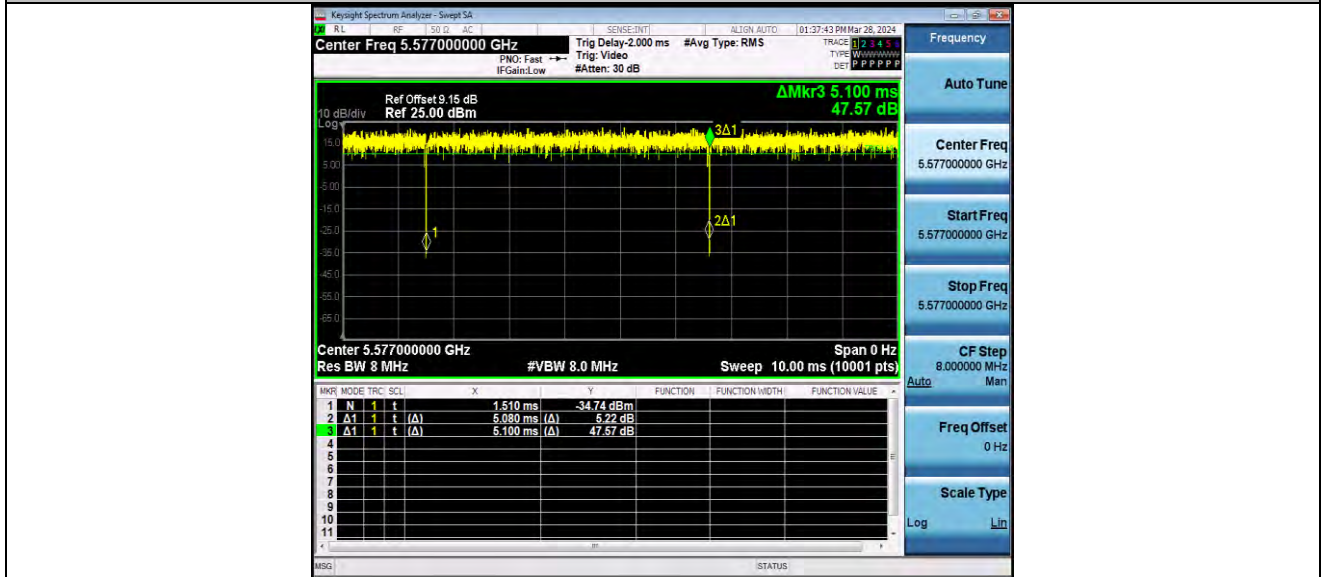 Keysight Spectrum Analyzer - Swept SA
RL RF 50 Ω AC SENSE:INT ALIGN AUTO 01:37:43 PM Mar 28, 2024
Center Freq 5.577000000 GHz
PNO: Fast
IFGain:Low
Trig Delay-2.000 ms
Trig: Video
#Atten: 30 dB
#Avg Type: RMS
TRACE 1 2 3 4 5 6
TYPE
DET P P P P P P
Frequency
Auto Tune
Center Freq
5.577000000 GHz
Start Freq
5.577000000 GHz
Stop Freq
5.577000000 GHz
CF Step
8.000000 MHz
Auto Man
Freq Offset
0 Hz
Scale Type
Log Lin
ΔMkr3 5.100 ms
47.57 dB
Ref Offset 9.15 dB
10 dB/div Ref 25.00 dBm
Log
15.0
5.00
-5.00
-15.0
-25.0
-35.0
-45.0
-55.0
-65.0
3Δ1
2Δ1
1
Center 5.577000000 GHz Span 0 Hz
Res BW 8 MHz #VBW 8.0 MHz Sweep 10.00 ms (10001 pts)
MKR MODE TRC SCL X Y FUNCTION FUNCTION WIDTH FUNCTION VALUE
1 N 1 t 1.510 ms -34.74 dBm
2 Δ1 1 t (Δ) 5.080 ms (Δ) 5.22 dB
3 Δ1 1 t (Δ) 5.100 ms (Δ) 47.57 dB
4
5
6
7
8
9
10
11
MSG STATUS